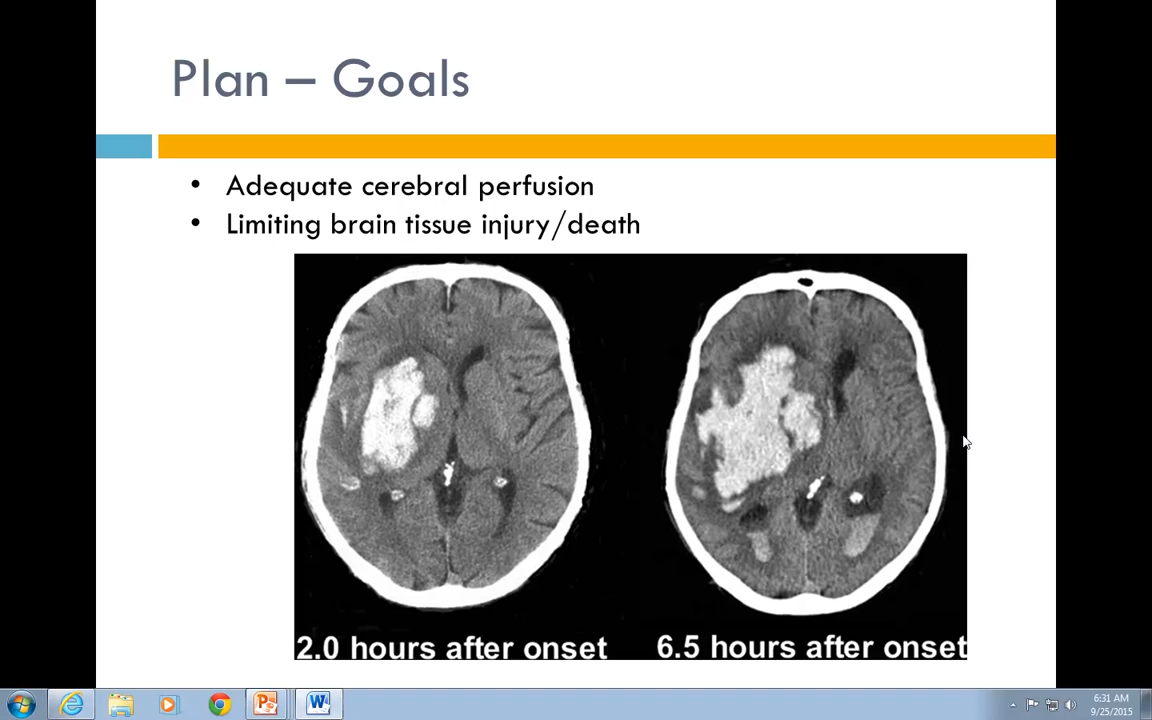 Plan – Goals
• Adequate cerebral perfusion
• Limiting brain tissue injury/death
2.0 hours after onset
6.5 hours after onset
6:31 AM
9/25/2015